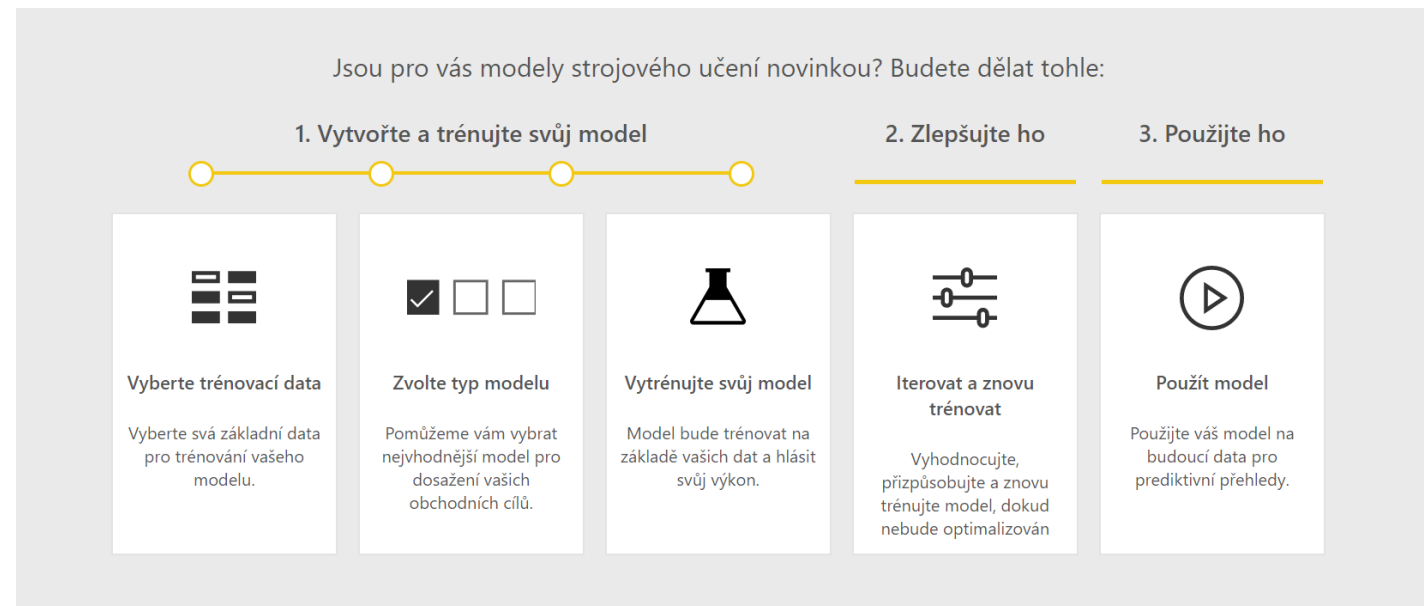 Jsou pro vás modely strojového učení novinkou? Budete dělat tohle:
1. Vytvořte a trénujte svůj model
2. Zlepšujte ho
3. Použijte ho
Vyberte trénovací data
Vyberte svá základní data
pro trénování vašeho
modelu.
Zvolte typ modelu
Pomůžeme vám vybrat
nejvhodnější model pro
dosažení vašich
obchodních cílů.
Vytrénujte svůj model
Model bude trénovat na
základě vašich dat a hlásit
svůj výkon.
Iterovat a znovu
trénovat
Vyhodnocujte,
přizpůsobujte a znovu
trénujte model, dokud
nebude optimalizován
Použít model
Použijte váš model na
budoucí data pro
prediktivní přehledy.